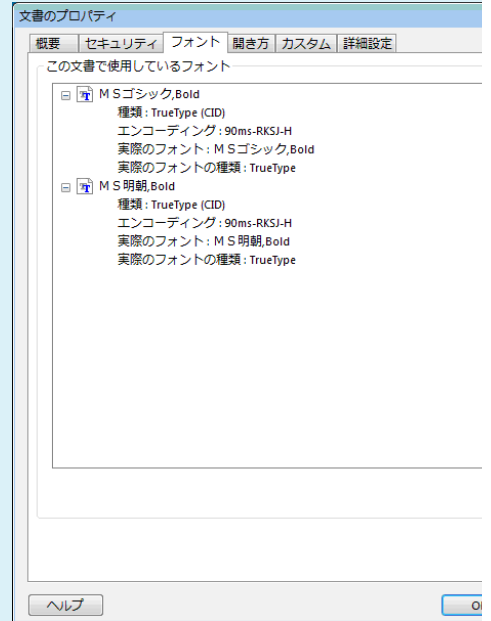 文書のプロパティ
概要 セキュリティ フォント 開き方 カスタム 詳細設定
この文書で使用しているフォント
ＭＳゴシック,Bold
種類 : TrueType (CID)
エンコーディング : 90ms-RKSJ-H
実際のフォント : ＭＳゴシック,Bold
実際のフォントの種類 : TrueType
ＭＳ明朝,Bold
種類 : TrueType (CID)
エンコーディング : 90ms-RKSJ-H
実際のフォント : ＭＳ明朝,Bold
実際のフォントの種類 : TrueType
ヘルプ